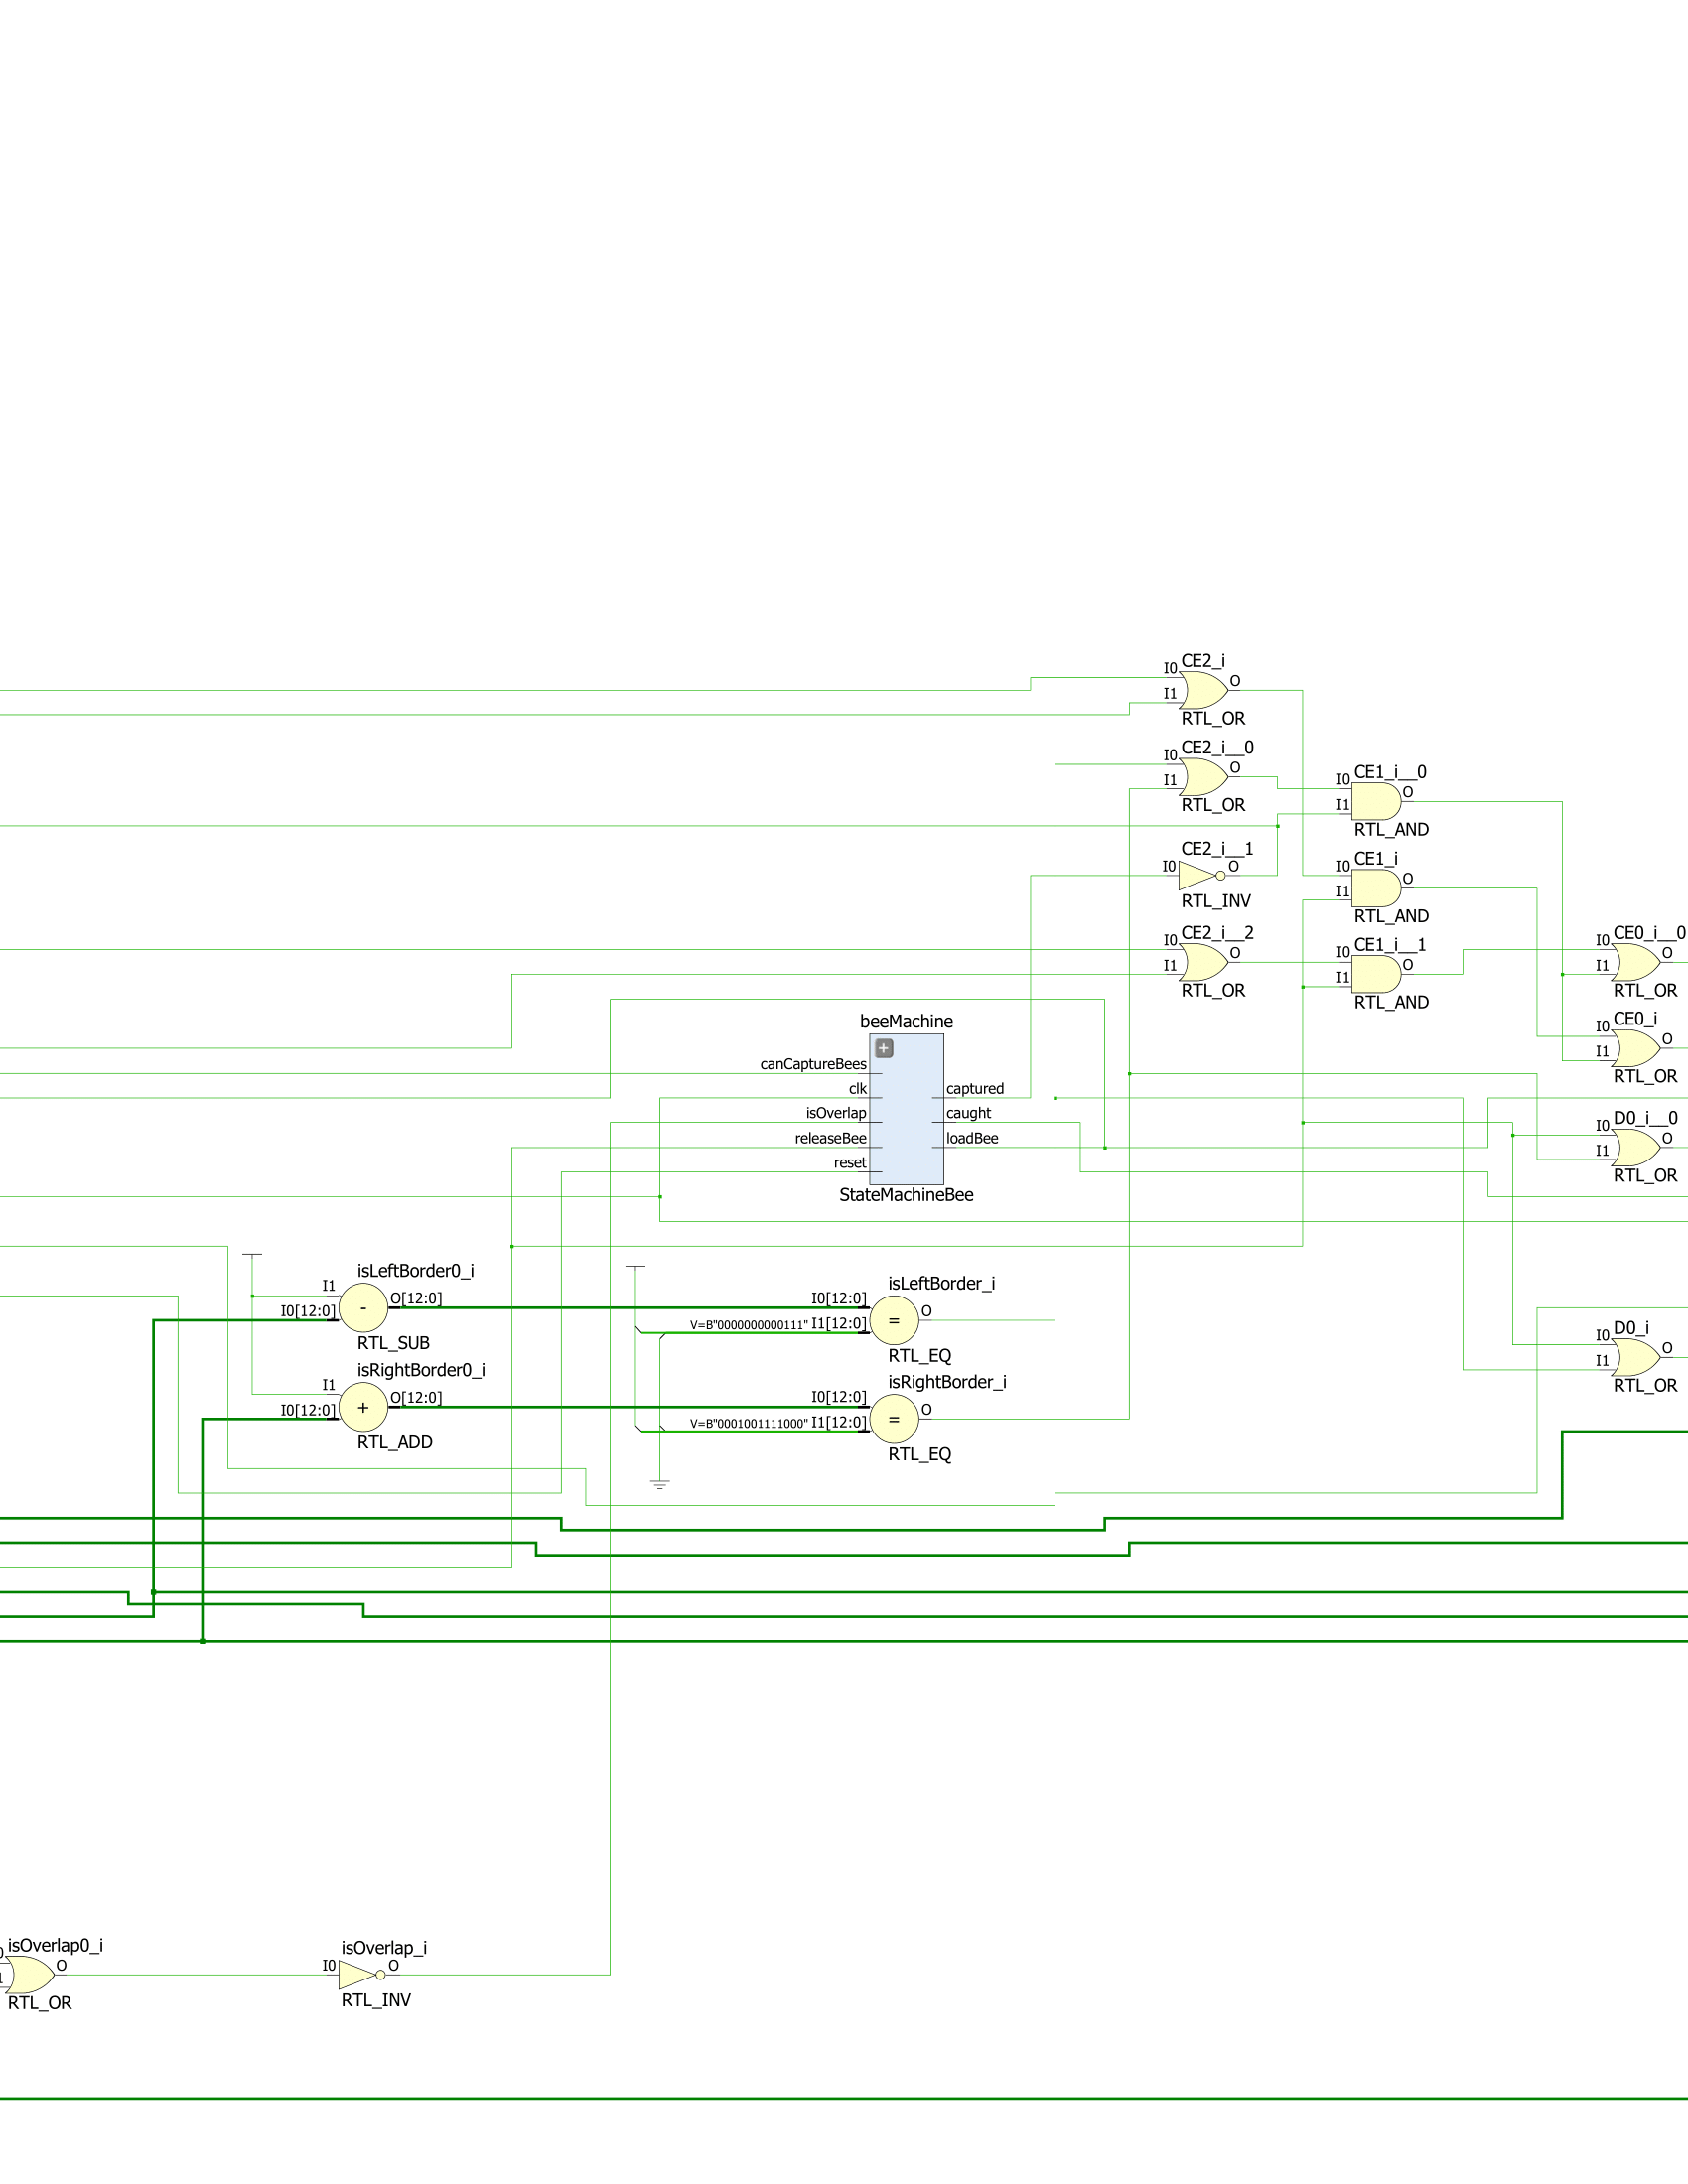 CE2_i
I0
O
I1
RTL_OR
CE2_i__0
I0
O
I1
RTL_OR
CE1_i__0
I0
O
I1
RTL_AND
CE2_i__1
I0
O
RTL_INV
CE1_i
I0
O
I1
RTL_AND
CE2_i__2
I0
O
I1
RTL_OR
CE1_i__1
I0
O
I1
RTL_AND
CE0_i__0
I0
O
I1
RTL_OR
CE0_i
I0
O
I1
RTL_OR
beeMachine
canCaptureBees
clk
isOverlap
releaseBee
reset
captured
caught
loadBee
StateMachineBee
D0_i__0
I0
O
I1
RTL_OR
isLeftBorder0_i
I1
I0[12:0]
-
O[12:0]
RTL_SUB
isLeftBorder_i
I0[12:0]
V=B"0000000000111" I1[12:0]
=
O
RTL_EQ
D0_i
I0
O
I1
RTL_OR
isRightBorder0_i
I1
I0[12:0]
+
O[12:0]
RTL_ADD
isRightBorder_i
I0[12:0]
V=B"0001001111000" I1[12:0]
=
O
RTL_EQ
isOverlap0_i
O
RTL_OR
isOverlap_i
I0
O
RTL_INV